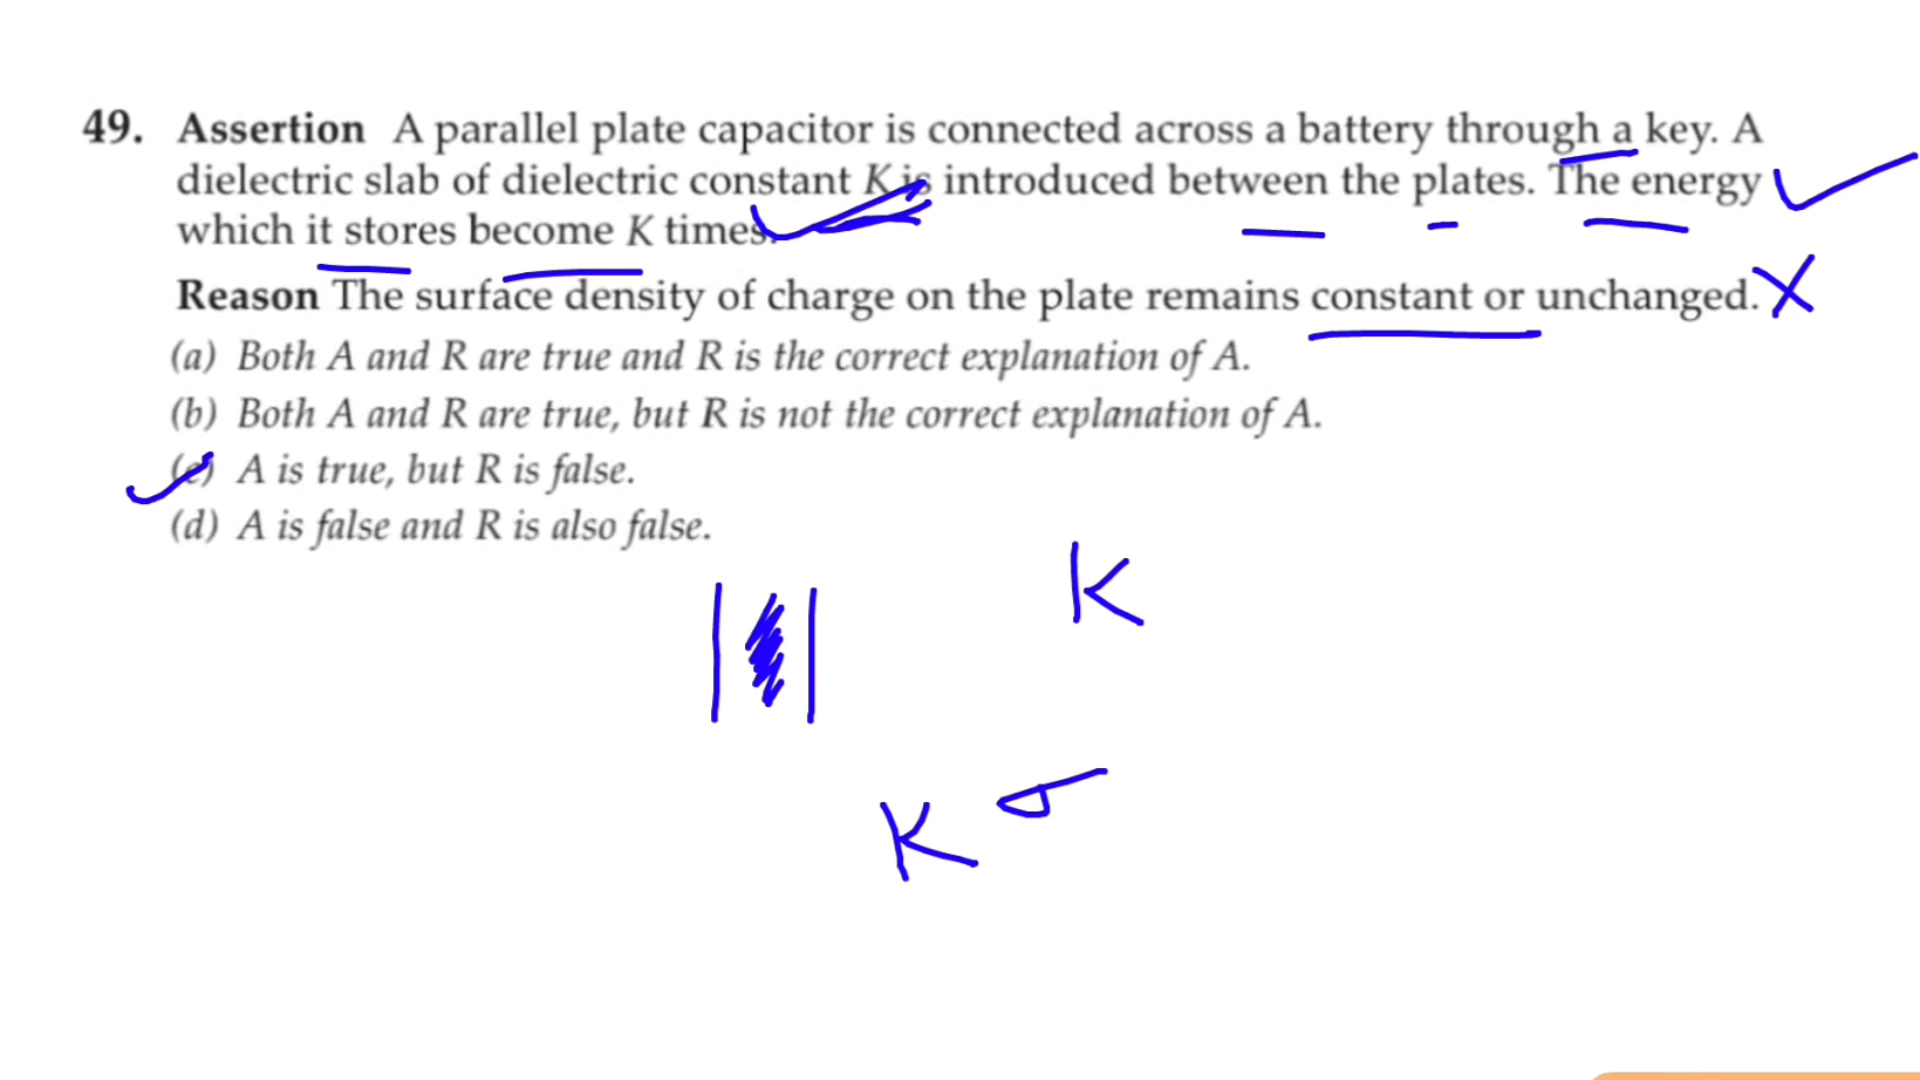 49. Assertion A parallel plate capacitor is connected across a battery through a key. A
dielectric slab of dielectric constant K is introduced between the plates. The energy
which it stores become K times.
Reason The surface density of charge on the plate remains constant or unchanged.
(a) Both A and R are true and R is the correct explanation of A.
(b) Both A and R are true, but R is not the correct explanation of A.
(c) A is true, but R is false.
(d) A is false and R is also false.
K
K σ